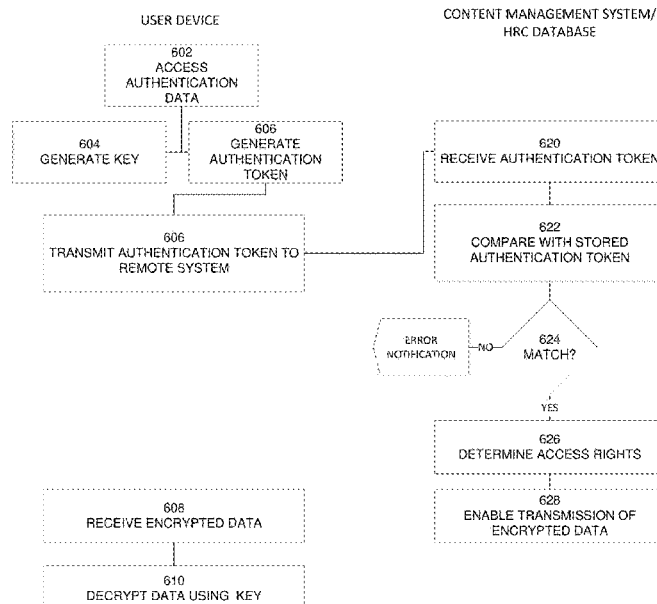 USER DEVICE
CONTENT MANAGEMENT SYSTEM/
HRC DATABASE
602
ACCESS
AUTHENTICATION
DATA
604
GENERATE KEY
606
GENERATE
AUTHENTICATION
TOKEN
606
TRANSMIT AUTHENTICATION TOKEN TO
REMOTE SYSTEM
620
RECEIVE AUTHENTICATION TOKEN
622
COMPARE WITH STORED
AUTHENTICATION TOKEN
ERROR
NOTIFICATION
NO
624
MATCH?
YES
626
DETERMINE ACCESS RIGHTS
628
ENABLE TRANSMISSION OF
ENCRYPTED DATA
608
RECEIVE ENCRYPTED DATA
610
DECRYPT DATA USING KEY